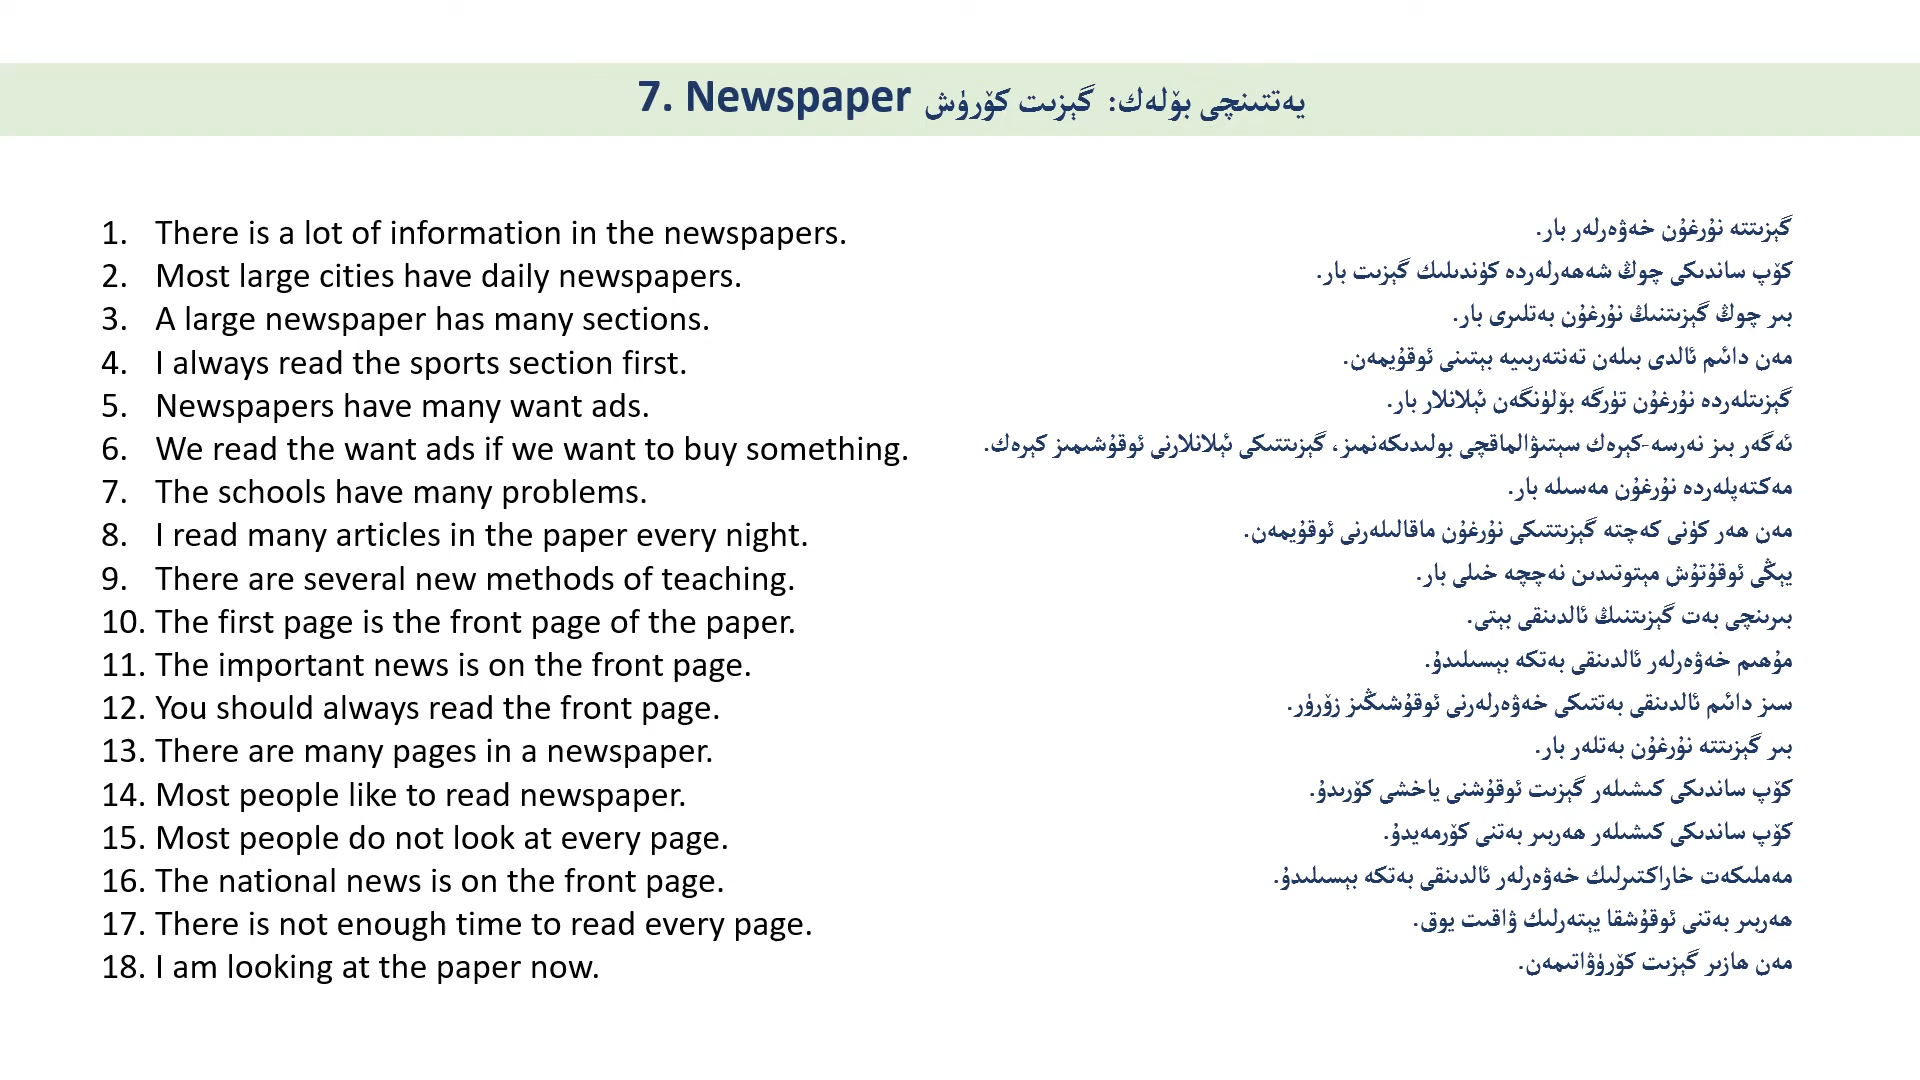 7. Newspaper يەتتىنچى بۆلەك: گېزىت كۆرۈش
1. There is a lot of information in the newspapers.
2. Most large cities have daily newspapers.
3. A large newspaper has many sections.
4. I always read the sports section first.
5. Newspapers have many want ads.
6. We read the want ads if we want to buy something.
7. The schools have many problems.
8. I read many articles in the paper every night.
9. There are several new methods of teaching.
10. The first page is the front page of the paper.
11. The important news is on the front page.
12. You should always read the front page.
13. There are many pages in a newspaper.
14. Most people like to read newspaper.
15. Most people do not look at every page.
16. The national news is on the front page.
17. There is not enough time to read every page.
18. I am looking at the paper now.
گېزىتتە نۇرغۇن خەۋەرلەر بار.
كۆپ ساندىكى چوڭ شەھەرلەردە كۈندىلىك گېزىت بار.
بىر چوڭ گېزىتنىڭ نۇرغۇن بەتلىرى بار.
مەن دائىم ئالدى بىلەن تەنتەربىيە بېتىنى ئوقۇيمەن.
گېزىتلەردە نۇرغۇن تۈرگە بۆلۈنگەن ئېلانلار بار.
ئەگەر بىز نەرسە-كېرەك سېتىۋالماقچى بولىدىكەنمىز، گېزىتتىكى ئېلانلارنى ئوقۇشىمىز كېرەك.
مەكتەپلەردە نۇرغۇن مەسىلە بار.
مەن ھەر كۈنى كەچتە گېزىتتىكى نۇرغۇن ماقالىلەرنى ئوقۇيمەن.
يېڭى ئوقۇتۇش مېتوتىدىن نەچچە خىلى بار.
بىرىنچى بەت گېزىتنىڭ ئالدىنقى بېتى.
مۇھىم خەۋەرلەر ئالدىنقى بەتكە بېسىلىدۇ.
سىز دائىم ئالدىنقى بەتتىكى خەۋەرلەرنى ئوقۇشىڭىز زۆرۈر.
بىر گېزىتتە نۇرغۇن بەتلەر بار.
كۆپ ساندىكى كىشىلەر گېزىت ئوقۇشنى ياخشى كۆرىدۇ.
كۆپ ساندىكى كىشىلەر ھەربىر بەتنى كۆرمەيدۇ.
مەملىكەت خاراكتىرلىك خەۋەرلەر ئالدىنقى بەتكە بېسىلىدۇ.
ھەربىر بەتنى ئوقۇشقا يېتەرلىك ۋاقىت يوق.
مەن ھازىر گېزىت كۆرۈۋاتىمەن.